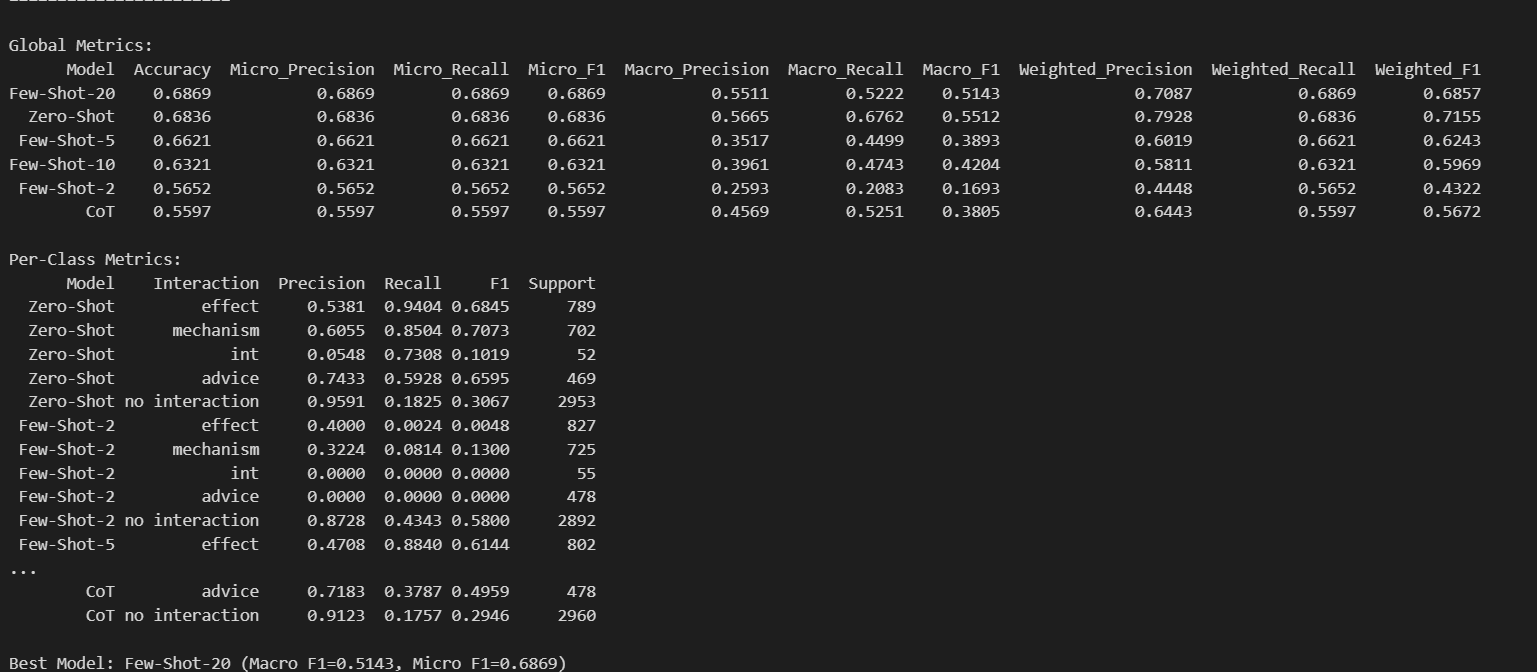 Global Metrics:
Model Accuracy Micro_Precision Micro_Recall Micro_F1 Macro_Precision Macro_Recall Macro_F1 Weighted_Precision Weighted_Recall Weighted_F1
Few-Shot-20 0.6869 0.6869 0.6869 0.6869 0.5511 0.5222 0.5143 0.7087 0.6869 0.6857
Zero-Shot 0.6836 0.6836 0.6836 0.6836 0.5665 0.6762 0.5512 0.7928 0.6836 0.7155
Few-Shot-5 0.6621 0.6621 0.6621 0.6621 0.3517 0.4499 0.3893 0.6019 0.6621 0.6243
Few-Shot-10 0.6321 0.6321 0.6321 0.6321 0.3961 0.4743 0.4204 0.5811 0.6321 0.5969
Few-Shot-2 0.5652 0.5652 0.5652 0.5652 0.2593 0.2083 0.1693 0.4448 0.5652 0.4322
CoT 0.5597 0.5597 0.5597 0.5597 0.4569 0.5251 0.3805 0.6443 0.5597 0.5672
Per-Class Metrics:
Model Interaction Precision Recall F1 Support
Zero-Shot effect 0.5381 0.9404 0.6845 789
Zero-Shot mechanism 0.6055 0.8504 0.7073 702
Zero-Shot int 0.0548 0.7308 0.1019 52
Zero-Shot advice 0.7433 0.5928 0.6595 469
Zero-Shot no interaction 0.9591 0.1825 0.3067 2953
Few-Shot-2 effect 0.4000 0.0024 0.0048 827
Few-Shot-2 mechanism 0.3224 0.0814 0.1300 725
Few-Shot-2 int 0.0000 0.0000 0.0000 55
Few-Shot-2 advice 0.0000 0.0000 0.0000 478
Few-Shot-2 no interaction 0.8728 0.4343 0.5800 2892
Few-Shot-5 effect 0.4708 0.8840 0.6144 802
...
CoT advice 0.7183 0.3787 0.4959 478
CoT no interaction 0.9123 0.1757 0.2946 2960
Best Model: Few-Shot-20 (Macro F1=0.5143, Micro F1=0.6869)